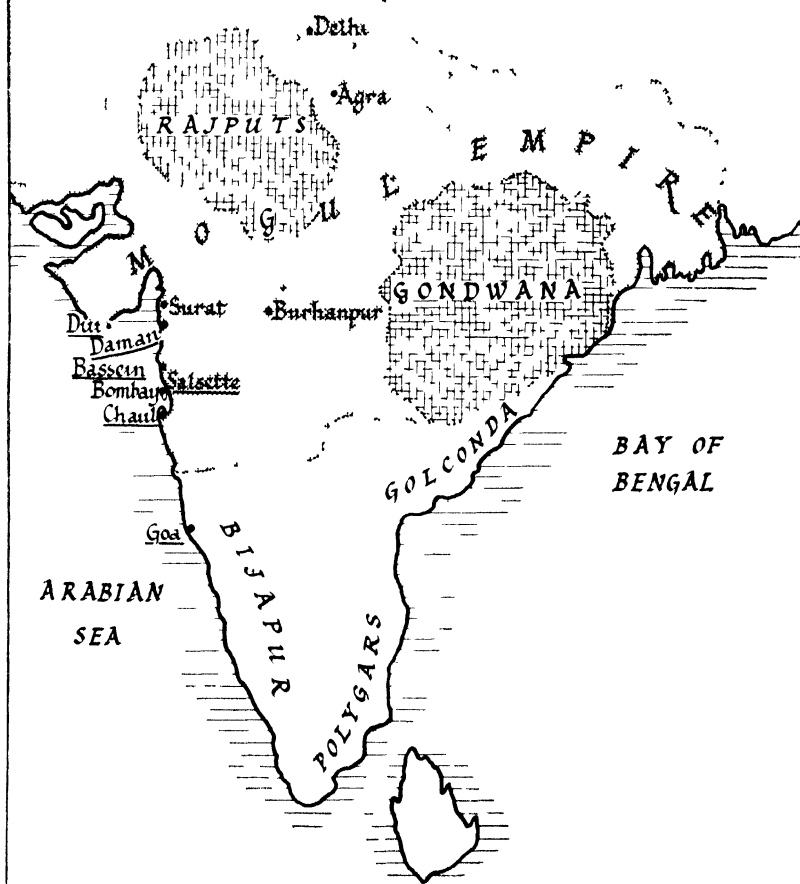 Delhi
Agra
RAJPUTS
MOGUL EMPIRE
GONDWANA
Surat
Burhanpur
Diu
Daman
Bassein
Salsette
Bombay
Chaul
GOLCONDA
BAY OF
BENGAL
Goa
BIJAPUR
ARABIAN
SEA
POLYGARS